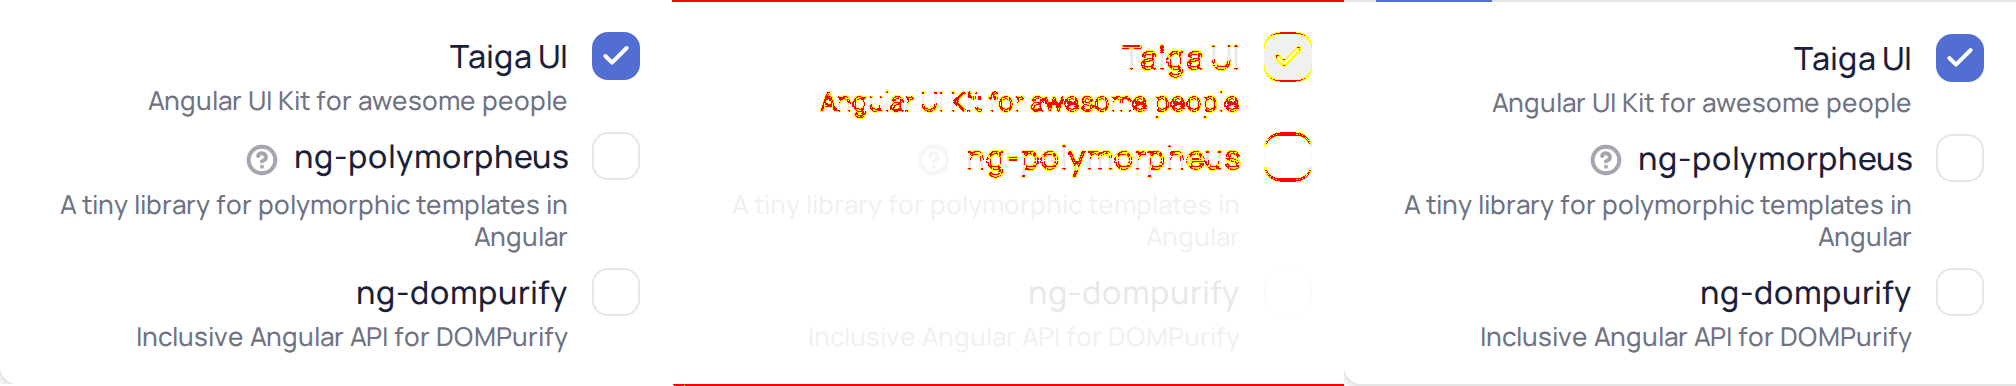 Taiga UI
Angular UI Kit for awesome people
ng-polymorpheus
A tiny library for polymorphic templates in
Angular
ng-dompurify
Inclusive Angular API for DOMPurify
Taiga UI
Angular UI Kit for awesome people
ng-polymorpheus
A tiny library for polymorphic templates in
Angular
ng-dompurify
Inclusive Angular API for DOMPurify
Taiga UI
Angular UI Kit for awesome people
ng-polymorpheus
A tiny library for polymorphic templates in
Angular
ng-dompurify
Inclusive Angular API for DOMPurify